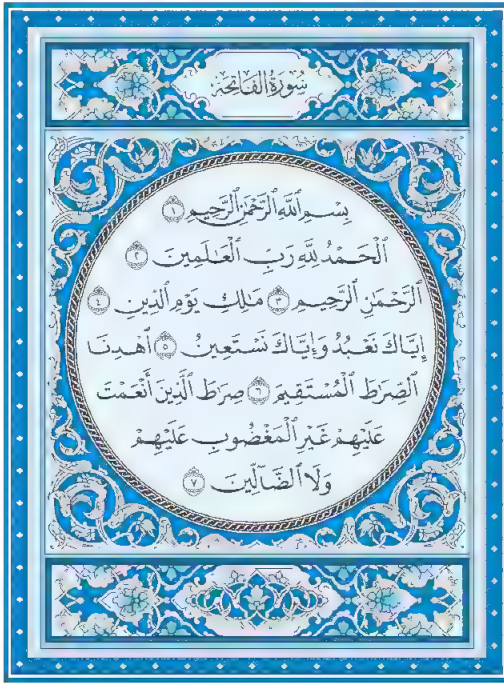 سُورَةُ الفَاتِحَةِ
بِسْمِ ٱللَّهِ ٱلرَّحْمَٰنِ ٱلرَّحِيمِ ١
ٱلْحَمْدُ لِلَّهِ رَبِّ ٱلْعَٰلَمِينَ ٢
ٱلرَّحْمَٰنِ ٱلرَّحِيمِ ٣ مَٰلِكِ يَوْمِ ٱلدِّينِ ٤
إِيَّاكَ نَعْبُدُ وَإِيَّاكَ نَسْتَعِينُ ٥ ٱهْدِنَا
ٱلصِّرَٰطَ ٱلْمُسْتَقِيمَ ٦ صِرَٰطَ ٱلَّذِينَ أَنْعَمْتَ
عَلَيْهِمْ غَيْرِ ٱلْمَغْضُوبِ عَلَيْهِمْ
وَلَا ٱلضَّآلِّينَ ٧